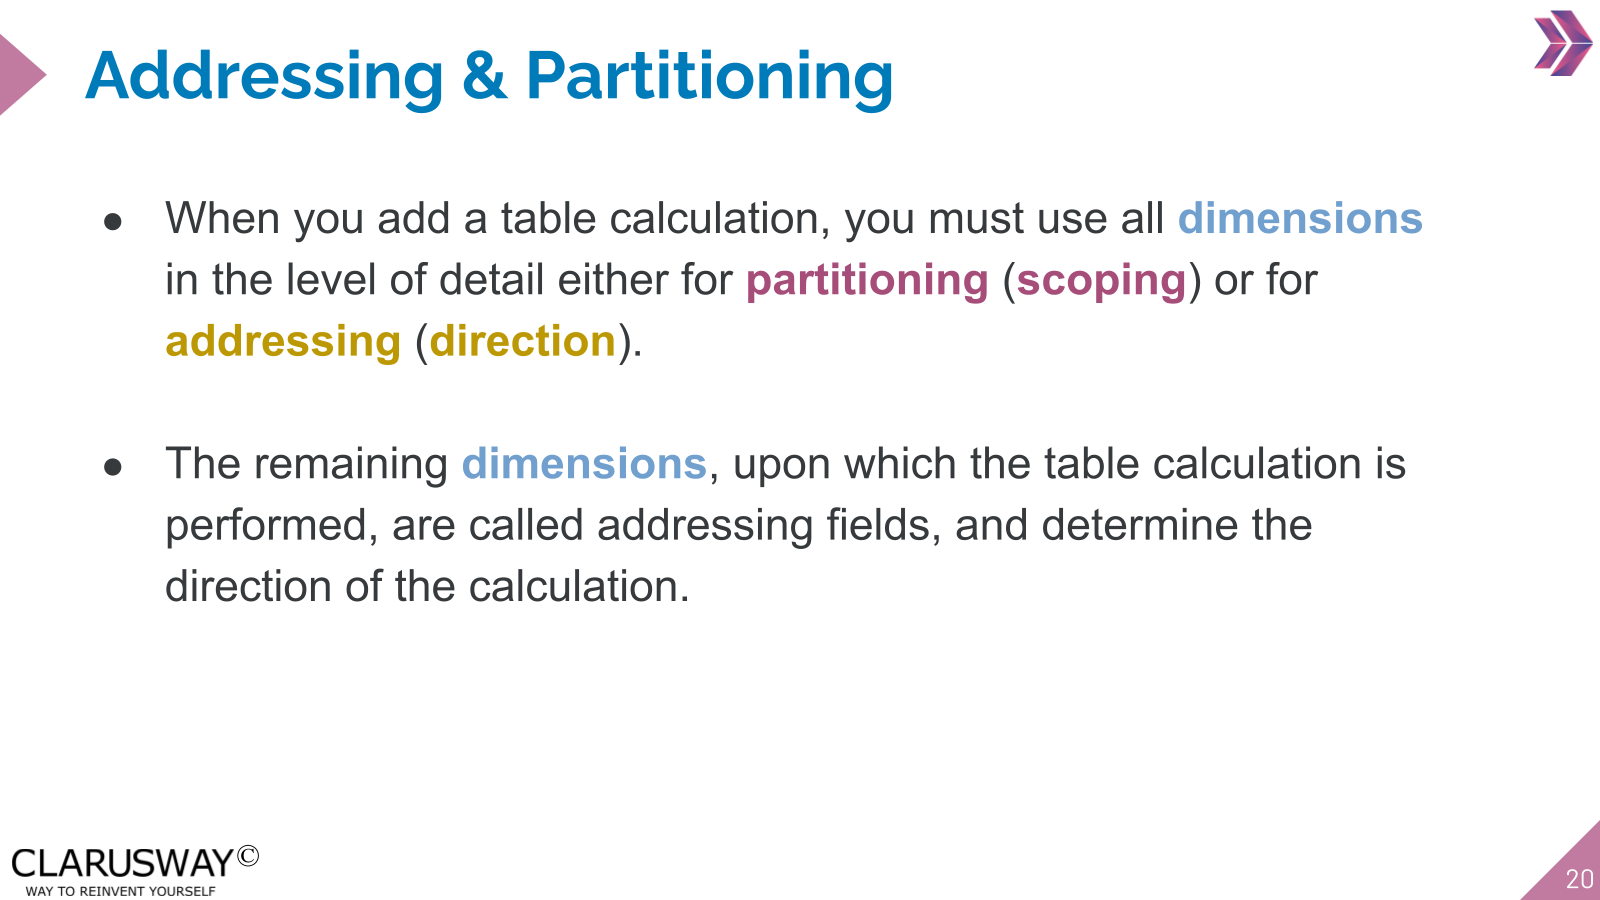 Addressing & Partitioning
● When you add a table calculation, you must use all dimensions
in the level of detail either for partitioning (scoping) or for
addressing (direction).
● The remaining dimensions, upon which the table calculation is
performed, are called addressing fields, and determine the
direction of the calculation.
CLARUSWAY©
WAY TO REINVENT YOURSELF
20